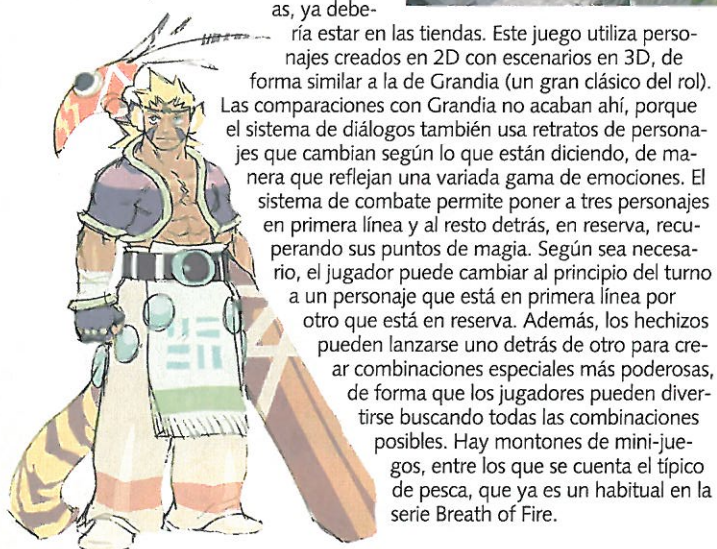 as, ya debe-
ría estar en las tiendas. Este juego utiliza perso-
najes creados en 2D con escenarios en 3D, de
forma similar a la de Grandia (un gran clásico del rol).
Las comparaciones con Grandia no acaban ahí, porque
el sistema de diálogos también usa retratos de persona-
jes que cambian según lo que están diciendo, de ma-
nera que reflejan una variada gama de emociones. El
sistema de combate permite poner a tres personajes
en primera línea y al resto detrás, en reserva, recu-
perando sus puntos de magia. Según sea necesa-
rio, el jugador puede cambiar al principio del turno
a un personaje que está en primera línea por
otro que está en reserva. Además, los hechizos
pueden lanzarse uno detrás de otro para cre-
ar combinaciones especiales más poderosas,
de forma que los jugadores pueden diver-
tirse buscando todas las combinaciones
posibles. Hay montones de mini-jue-
gos, entre los que se cuenta el típico
de pesca, que ya es un habitual en la
serie Breath of Fire.